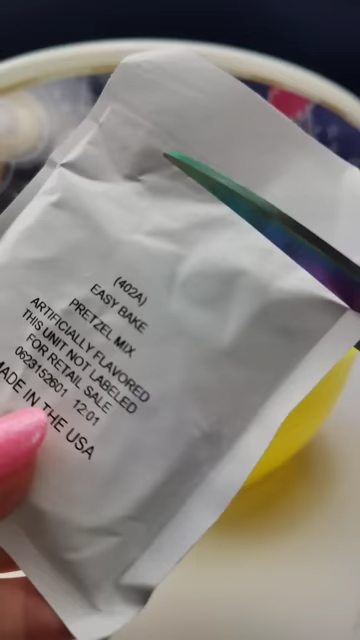 (402A)
EASY BAKE
PRETZEL MIX
ARTIFICIALLY FLAVORED
THIS UNIT NOT LABELED
FOR RETAIL SALE
0623152601 12:01
MADE IN THE USA